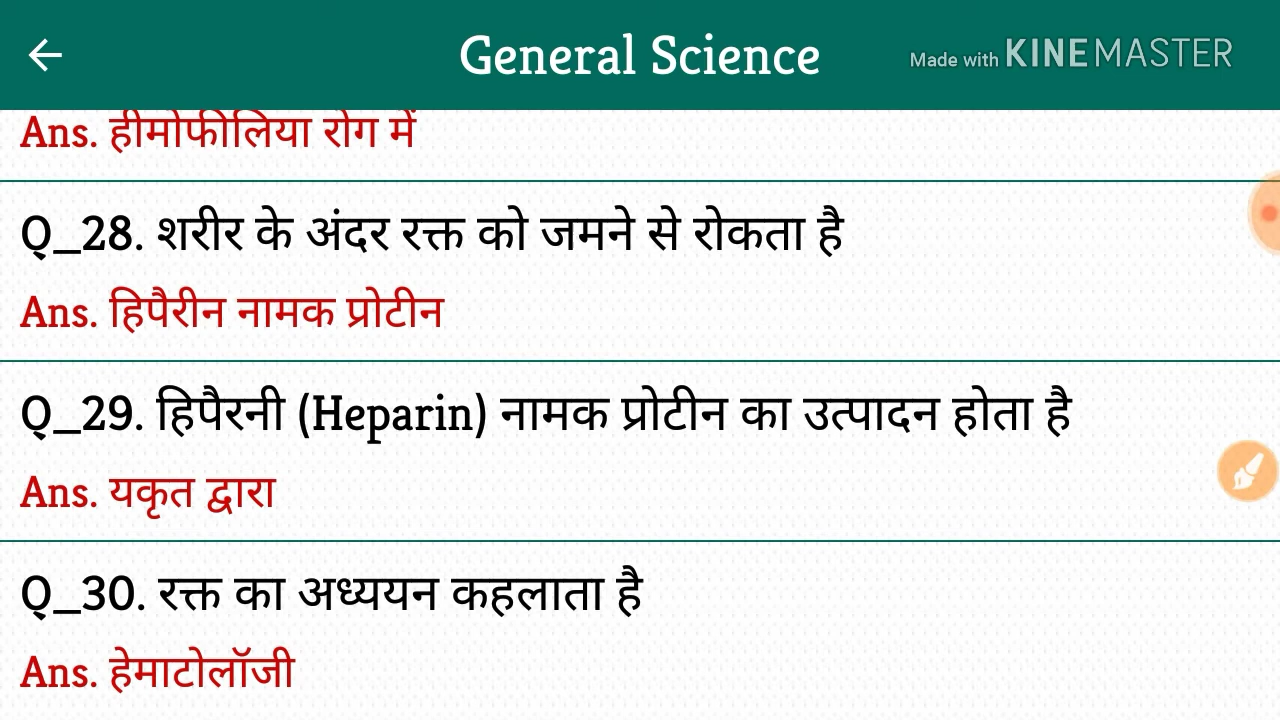 General Science
Made with KINEMASTER
Ans. हीमोफीलिया रोग में
Q_28. शरीर के अंदर रक्त को जमने से रोकता है
Ans. हिपैरीन नामक प्रोटीन
Q_29. हिपैरनी (Heparin) नामक प्रोटीन का उत्पादन होता है
Ans. यकृत द्वारा
Q_30. रक्त का अध्ययन कहलाता है
Ans. हेमाटोलॉजी